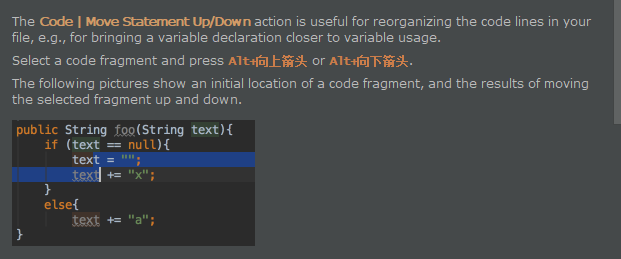 The Code | Move Statement Up/Down action is useful for reorganizing the code lines in your
file, e.g., for bringing a variable declaration closer to variable usage.
Select a code fragment and press Alt+向上箭头 or Alt+向下箭头.
The following pictures show an initial location of a code fragment, and the results of moving
the selected fragment up and down.
public String foo(String text){
if (text == null){
text = "";
text += "x";
}
else{
text += "a";
}